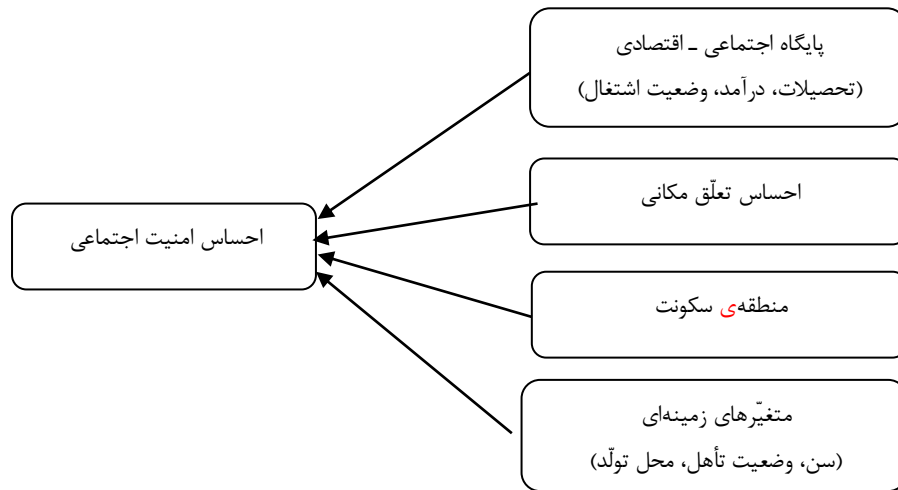 پایگاه اجتماعی ـ اقتصادی
(تحصیلات، درآمد، وضعیت اشتغال)
احساس تعلّق مکانی
احساس امنیت اجتماعی
منطقه‌ی سکونت
متغیّرهای زمینه‌ای
(سن، وضعیت تأهل، محل تولّد)